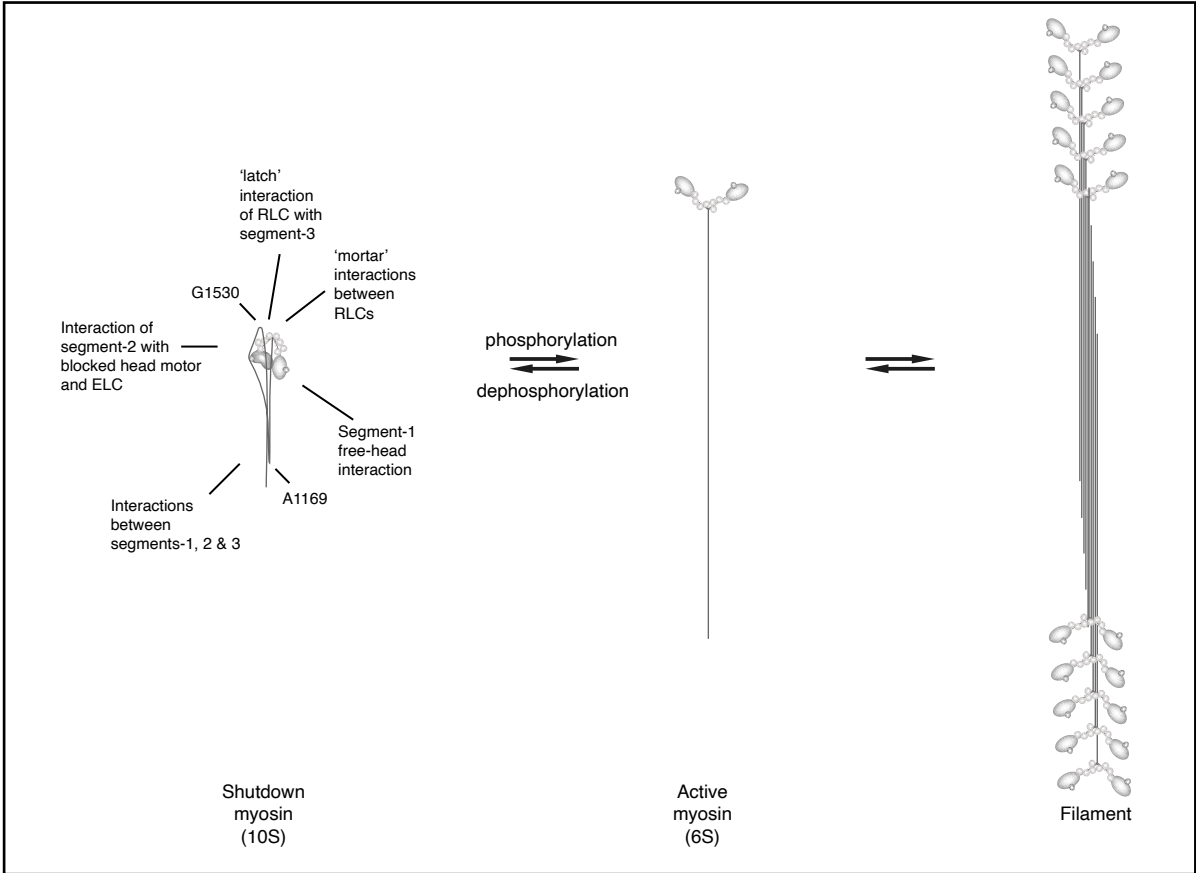 ‘latch’
interaction
of RLC with
segment-3
‘mortar’
interactions
between
RLCs
G1530
Interaction of
segment-2 with
blocked head motor
and ELC
Segment-1
free-head
interaction
A1169
Interactions
between
segments-1, 2 & 3
phosphorylation
dephosphorylation
Shutdown
myosin
(10S)
Active
myosin
(6S)
Filament